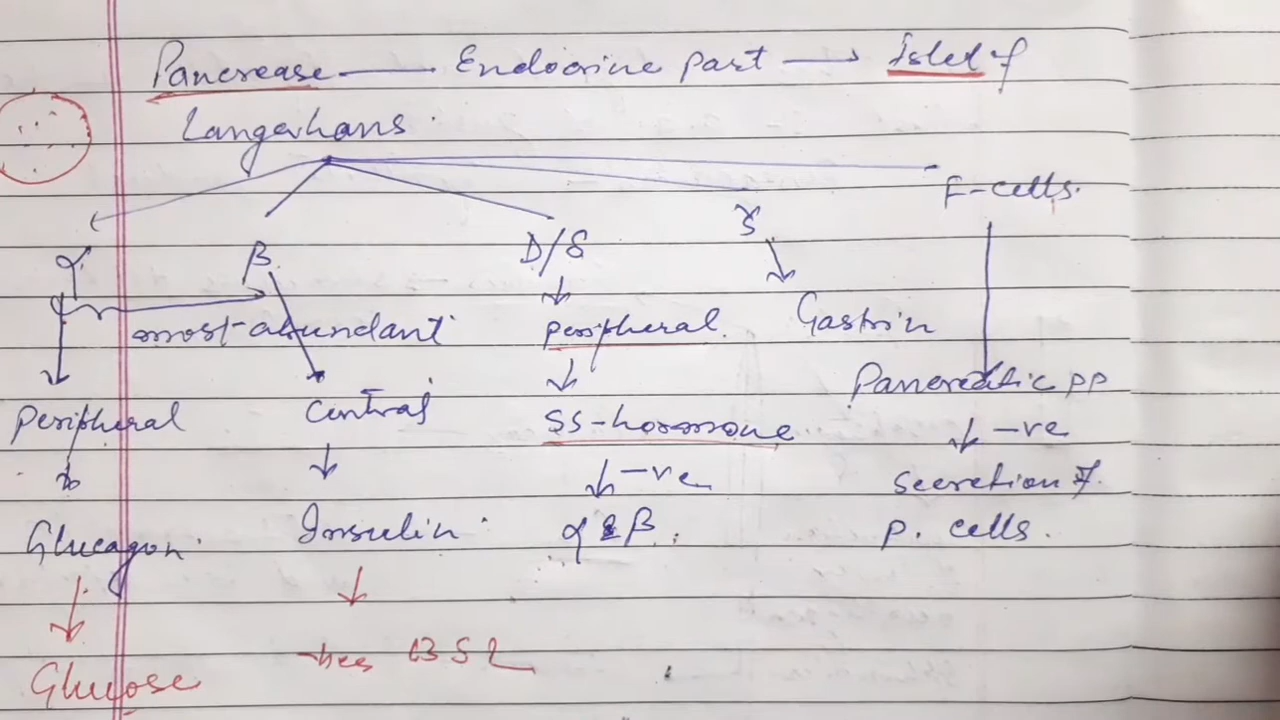 Pancrease — Endocrine part → Islet of
Langerhans
α β D/δ γ F-cells.
most-abundant peripheral. Gastrin
Peripheral Central SS-hormone Pancreatic pp
↓ -ve ↓ -ve
Glucagon Insulin α & β secretion of
p. cells.
Glucose -hes BSL